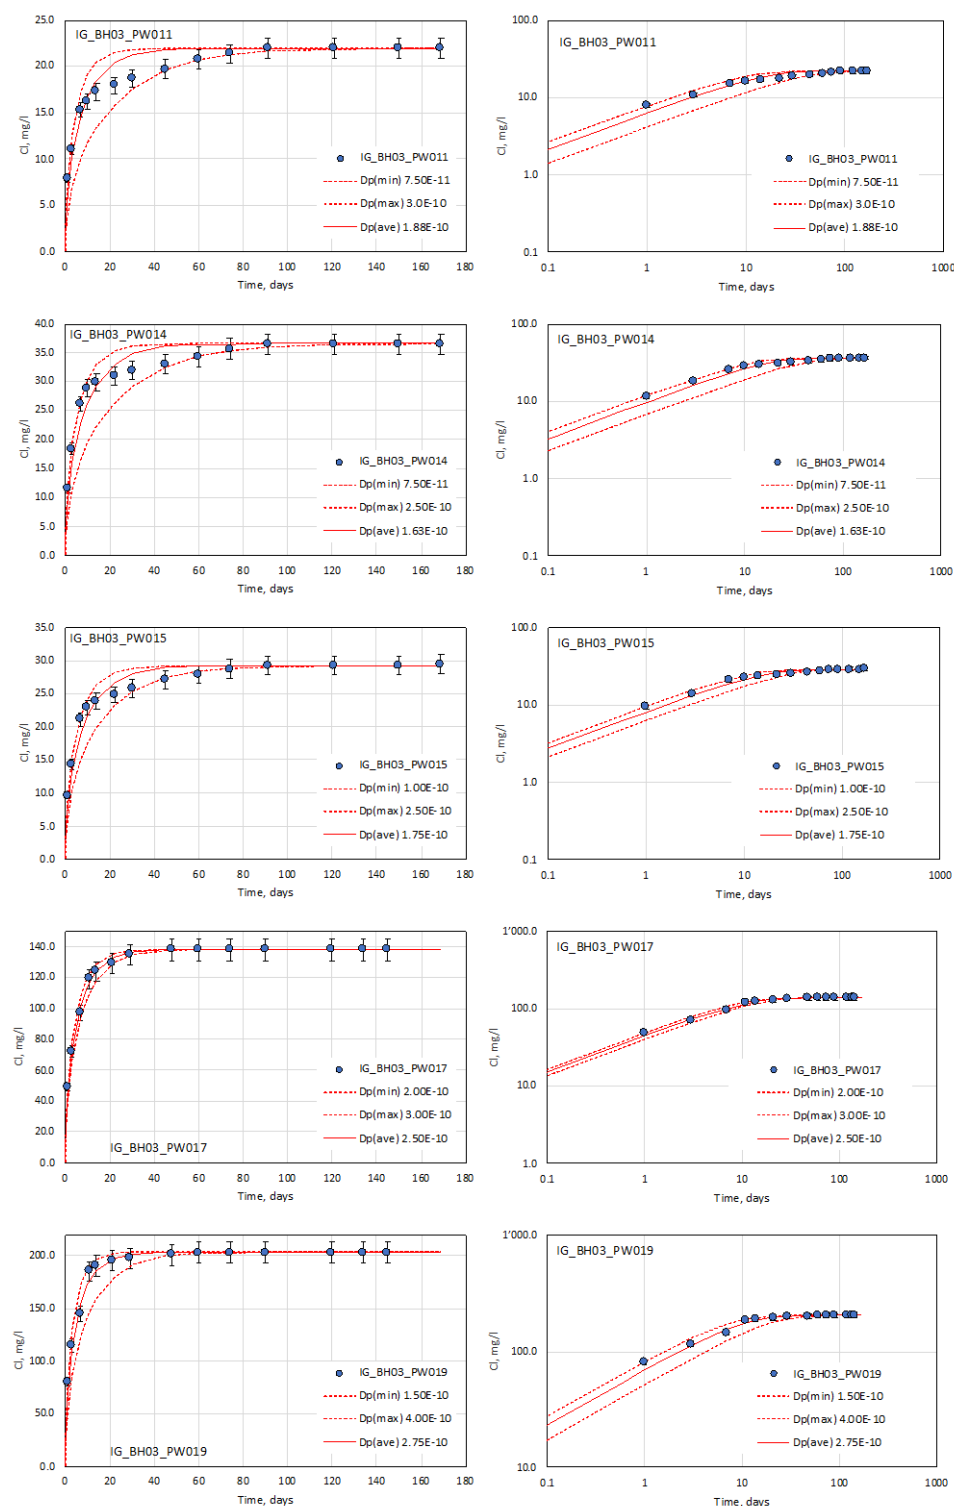 IG_BH03_PW011
Cl, mg/l
25.0
20.0
15.0
10.0
5.0
0.0
IG_BH03_PW011
Dp(min) 7.50E-11
Dp(max) 3.0E-10
Dp(ave) 1.88E-10
0 20 40 60 80 100 120 140 160 180
Time, days
IG_BH03_PW011
Cl, mg/l
100.0
10.0
1.0
0.1
IG_BH03_PW011
Dp(min) 7.50E-11
Dp(max) 3.0E-10
Dp(ave) 1.88E-10
0.1 1 10 100 1000
Time, days
IG_BH03_PW014
Cl, mg/l
40.0
35.0
30.0
25.0
20.0
15.0
10.0
5.0
0.0
IG_BH03_PW014
Dp(min) 7.50E-11
Dp(max) 2.50E-10
Dp(ave) 1.63E-10
0 20 40 60 80 100 120 140 160 180
Time, days
IG_BH03_PW014
Cl, mg/l
100.0
10.0
1.0
0.1
IG_BH03_PW014
Dp(min) 7.50E-11
Dp(max) 2.50E-10
Dp(ave) 1.63E-10
0.1 1 10 100 1000
Time, days
IG_BH03_PW015
Cl, mg/l
35.0
30.0
25.0
20.0
15.0
10.0
5.0
0.0
IG_BH03_PW015
Dp(min) 1.00E-10
Dp(max) 2.50E-10
Dp(ave) 1.75E-10
0 20 40 60 80 100 120 140 160 180
Time, days
IG_BH03_PW015
Cl, mg/l
100.0
10.0
1.0
0.1
IG_BH03_PW015
Dp(min) 1.00E-10
Dp(max) 2.50E-10
Dp(ave) 1.75E-10
0.1 1 10 100 1000
Time, days
Cl, mg/l
140.0
120.0
100.0
80.0
60.0
40.0
20.0
0.0
IG_BH03_PW017
Dp(min) 2.00E-10
Dp(max) 3.00E-10
Dp(ave) 2.50E-10
IG_BH03_PW017
0 20 40 60 80 100 120 140 160 180
Time, days
IG_BH03_PW017
Cl, mg/l
1'000.0
100.0
10.0
1.0
IG_BH03_PW017
Dp(min) 2.00E-10
Dp(max) 3.00E-10
Dp(ave) 2.50E-10
0.1 1 10 100 1000
Time, days
Cl, mg/l
200.0
150.0
100.0
50.0
0.0
IG_BH03_PW019
Dp(min) 1.50E-10
Dp(max) 4.00E-10
Dp(ave) 2.75E-10
IG_BH03_PW019
0 20 40 60 80 100 120 140 160 180
Time, days
IG_BH03_PW019
Cl, mg/l
1'000.0
100.0
10.0
IG_BH03_PW019
Dp(min) 1.50E-10
Dp(max) 4.00E-10
Dp(ave) 2.75E-10
0.1 1 10 100 1000
Time, days